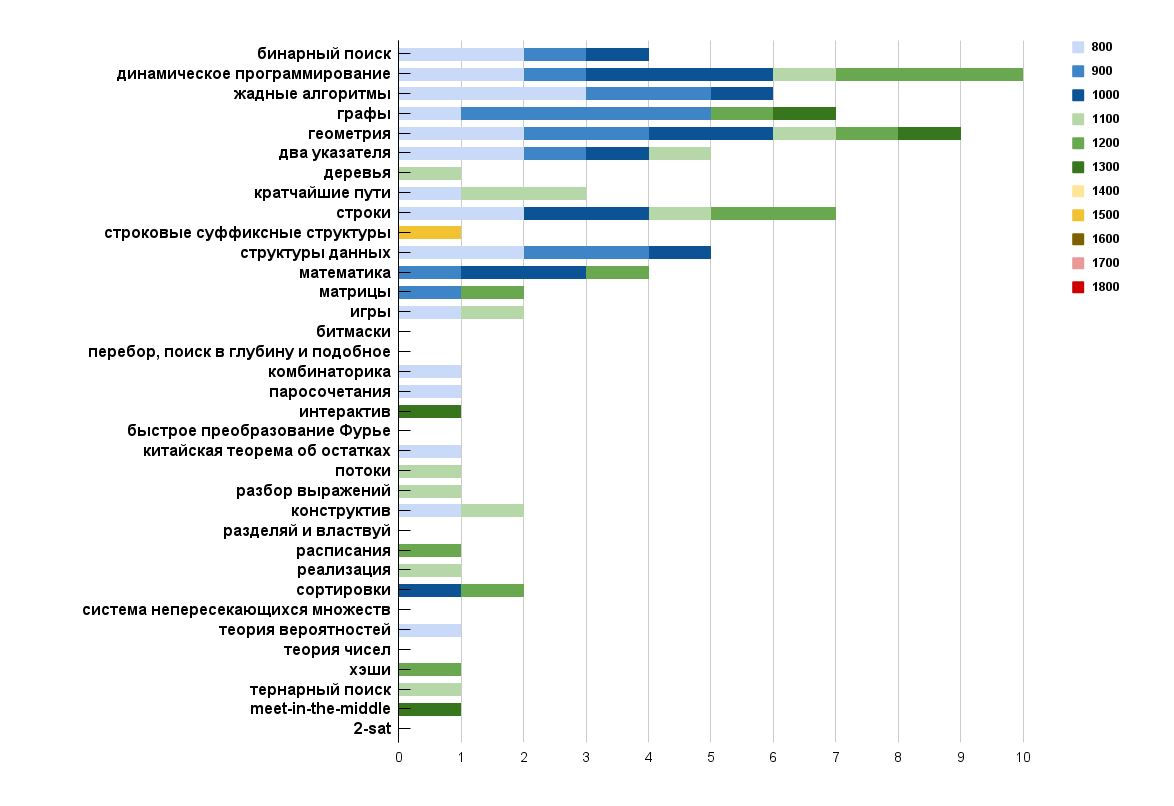 бинарный поиск
динамическое программирование
жадные алгоритмы
графы
геометрия
два указателя
деревья
кратчайшие пути
строки
строковые суффиксные структуры
структуры данных
математика
матрицы
игры
битмаски
перебор, поиск в глубину и подобное
комбинаторика
паросочетания
интерактив
быстрое преобразование Фурье
китайская теорема об остатках
потоки
разбор выражений
конструктив
разделяй и властвуй
расписания
реализация
сортировки
система непересекающихся множеств
теория вероятностей
теория чисел
хэши
тернарный поиск
meet-in-the-middle
2-sat
0 1 2 3 4 5 6 7 8 9 10
800
900
1000
1100
1200
1300
1400
1500
1600
1700
1800